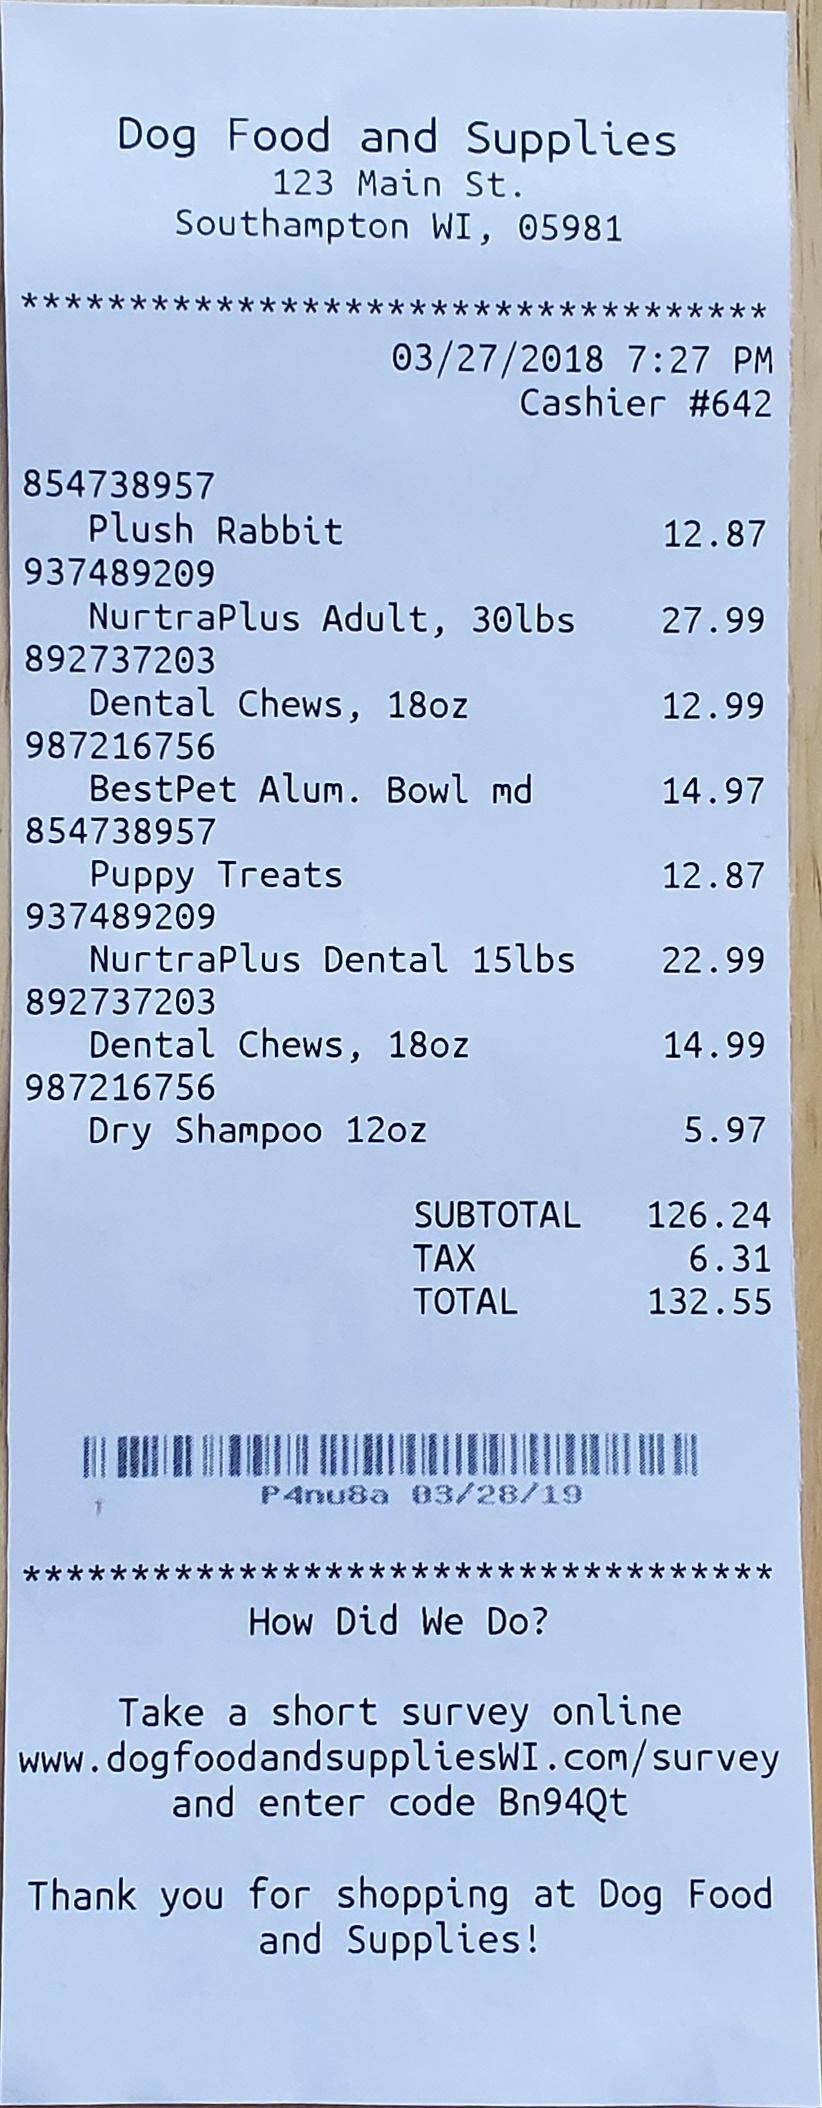 Dog Food and Supplies
123 Main St.
Southampton WI, 05981
***********************************
03/27/2018 7:27 PM
Cashier #642
854738957
Plush Rabbit 12.87
937489209
NurtraPlus Adult, 30lbs 27.99
892737203
Dental Chews, 18oz 12.99
987216756
BestPet Alum. Bowl md 14.97
854738957
Puppy Treats 12.87
937489209
NurtraPlus Dental 15lbs 22.99
892737203
Dental Chews, 18oz 14.99
987216756
Dry Shampoo 12oz 5.97
SUBTOTAL 126.24
TAX 6.31
TOTAL 132.55
P4nu8a 03/28/19
***********************************
How Did We Do?
Take a short survey online
www.dogfoodandsuppliesWI.com/survey
and enter code Bn94Qt
Thank you for shopping at Dog Food
and Supplies!